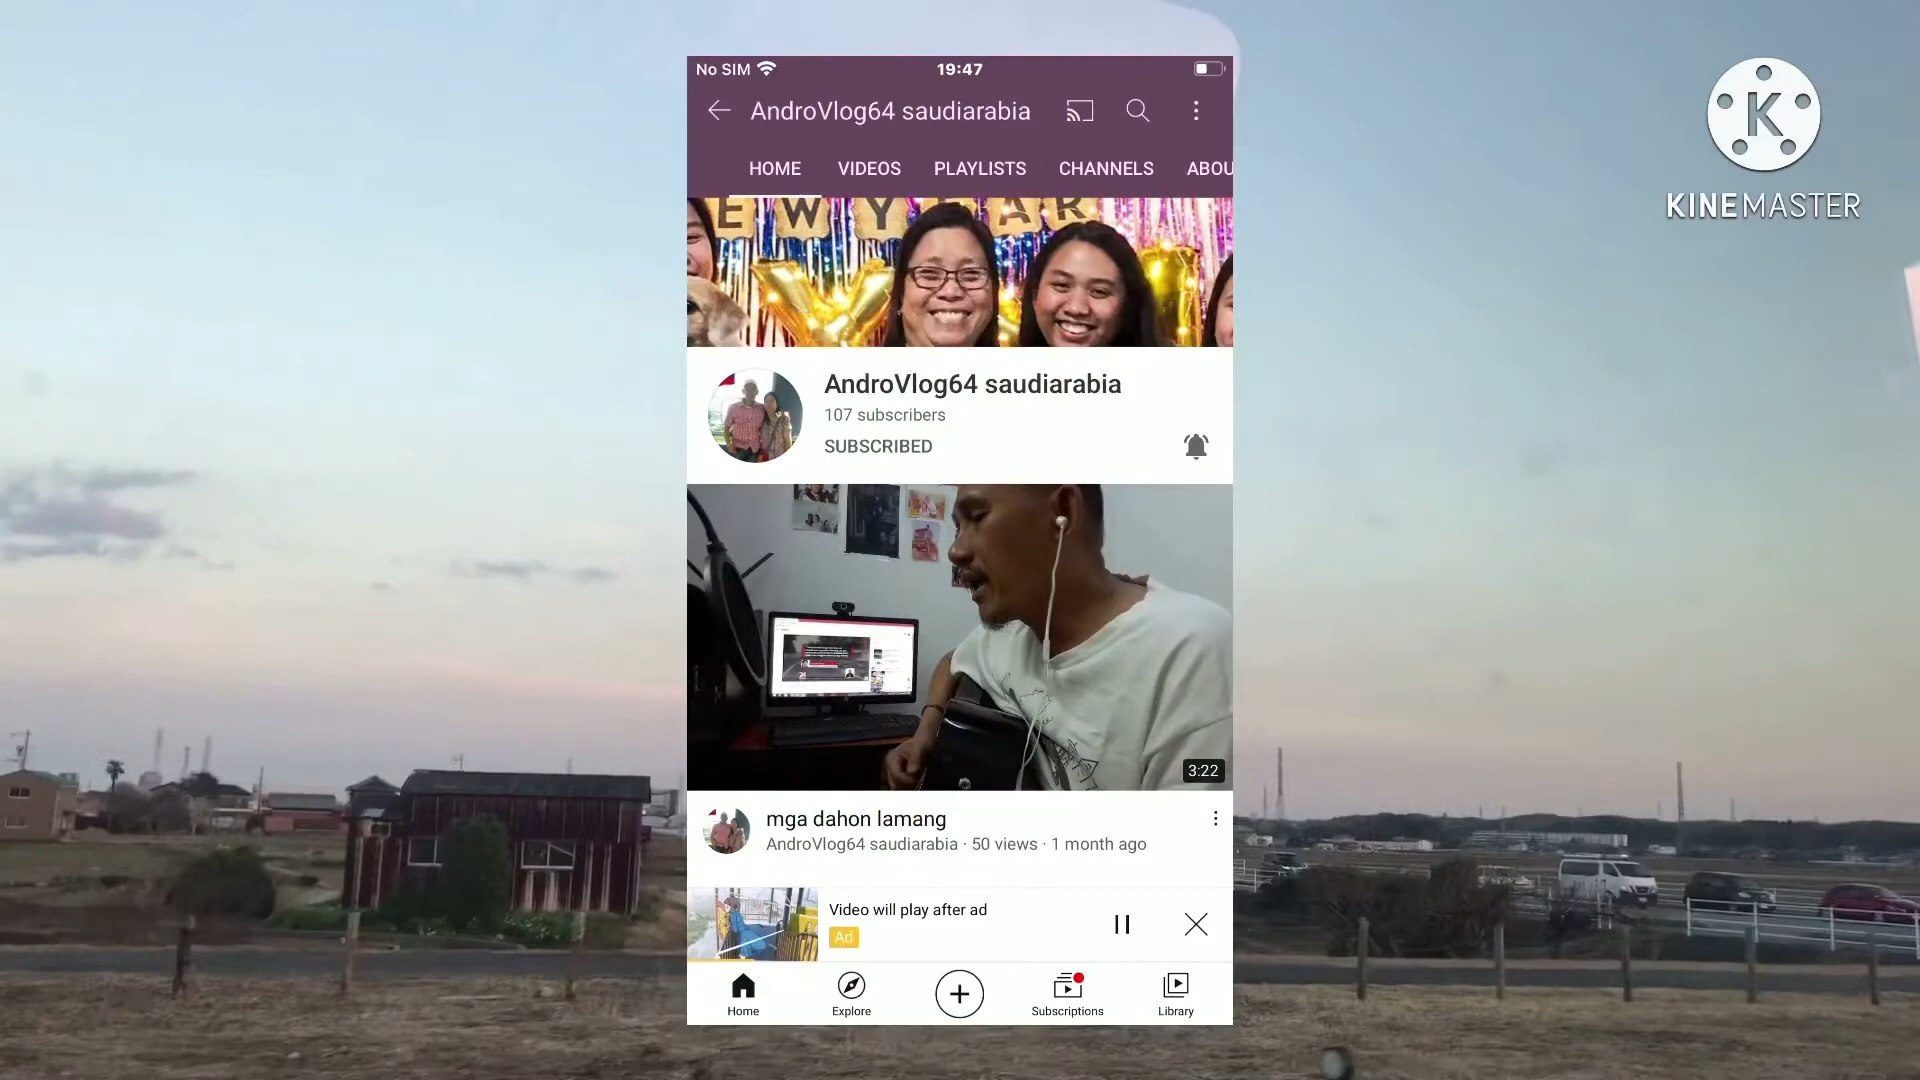 No SIM
19:47
AndroVlog64 saudiarabia
HOME VIDEOS PLAYLISTS CHANNELS ABOU
EW YEAR
AndroVlog64 saudiarabia
107 subscribers
SUBSCRIBED
3:22
mga dahon lamang
AndroVlog64 saudiarabia · 50 views · 1 month ago
Video will play after ad
Ad
Home Explore Subscriptions Library
K
KINEMASTER